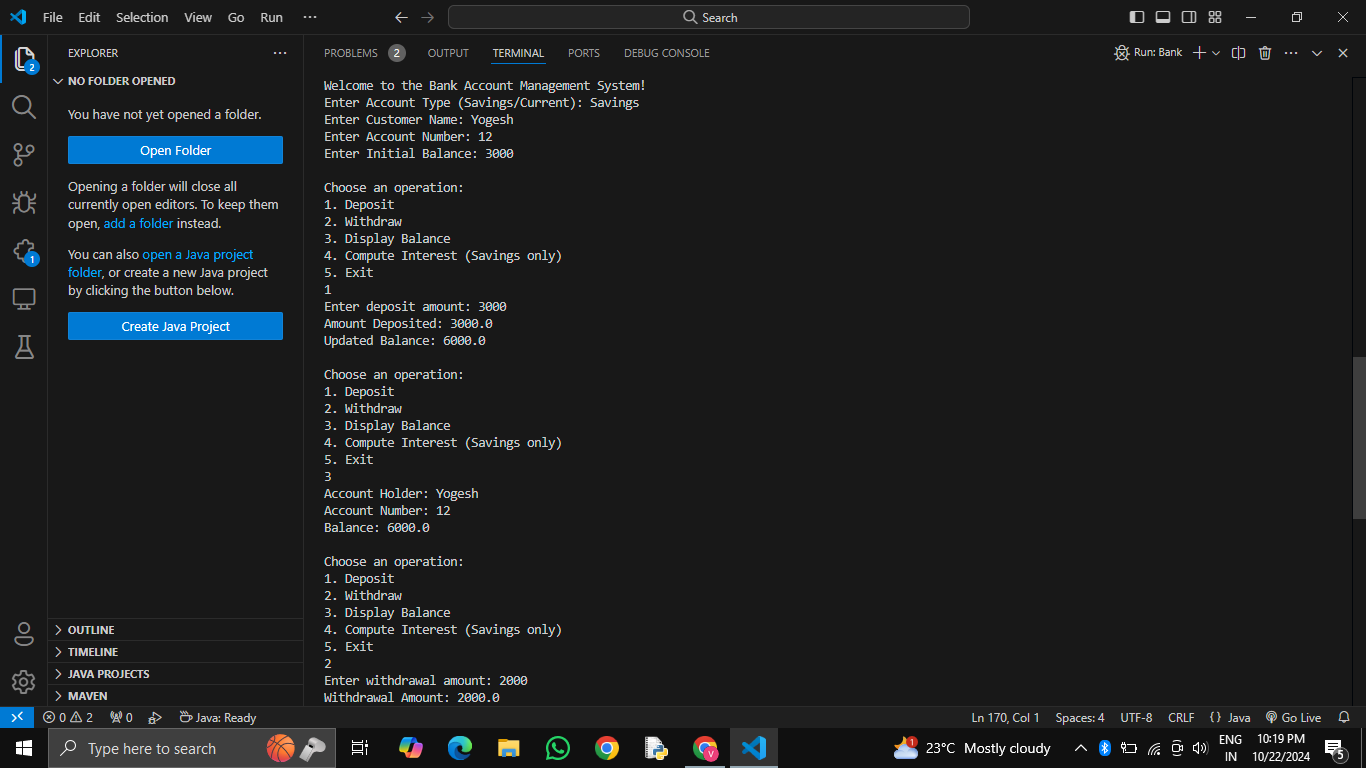 File Edit Selection View Go Run ···
Search
EXPLORER ···
NO FOLDER OPENED
You have not yet opened a folder.
Open Folder
Opening a folder will close all
currently open editors. To keep them
open, add a folder instead.
You can also open a Java project
folder, or create a new Java project
by clicking the button below.
Create Java Project
OUTLINE
TIMELINE
JAVA PROJECTS
MAVEN
2
1
PROBLEMS 2 OUTPUT TERMINAL PORTS DEBUG CONSOLE
Run: Bank
Welcome to the Bank Account Management System!
Enter Account Type (Savings/Current): Savings
Enter Customer Name: Yogesh
Enter Account Number: 12
Enter Initial Balance: 3000
Choose an operation:
1. Deposit
2. Withdraw
3. Display Balance
4. Compute Interest (Savings only)
5. Exit
1
Enter deposit amount: 3000
Amount Deposited: 3000.0
Updated Balance: 6000.0
Choose an operation:
1. Deposit
2. Withdraw
3. Display Balance
4. Compute Interest (Savings only)
5. Exit
3
Account Holder: Yogesh
Account Number: 12
Balance: 6000.0
Choose an operation:
1. Deposit
2. Withdraw
3. Display Balance
4. Compute Interest (Savings only)
5. Exit
2
Enter withdrawal amount: 2000
Withdrawal Amount: 2000.0
0 2 0 Java: Ready
Ln 170, Col 1 Spaces: 4 UTF-8 CRLF {} Java Go Live
Type here to search
V
1
23°C Mostly cloudy
ENG
IN
10:19 PM
10/22/2024
5